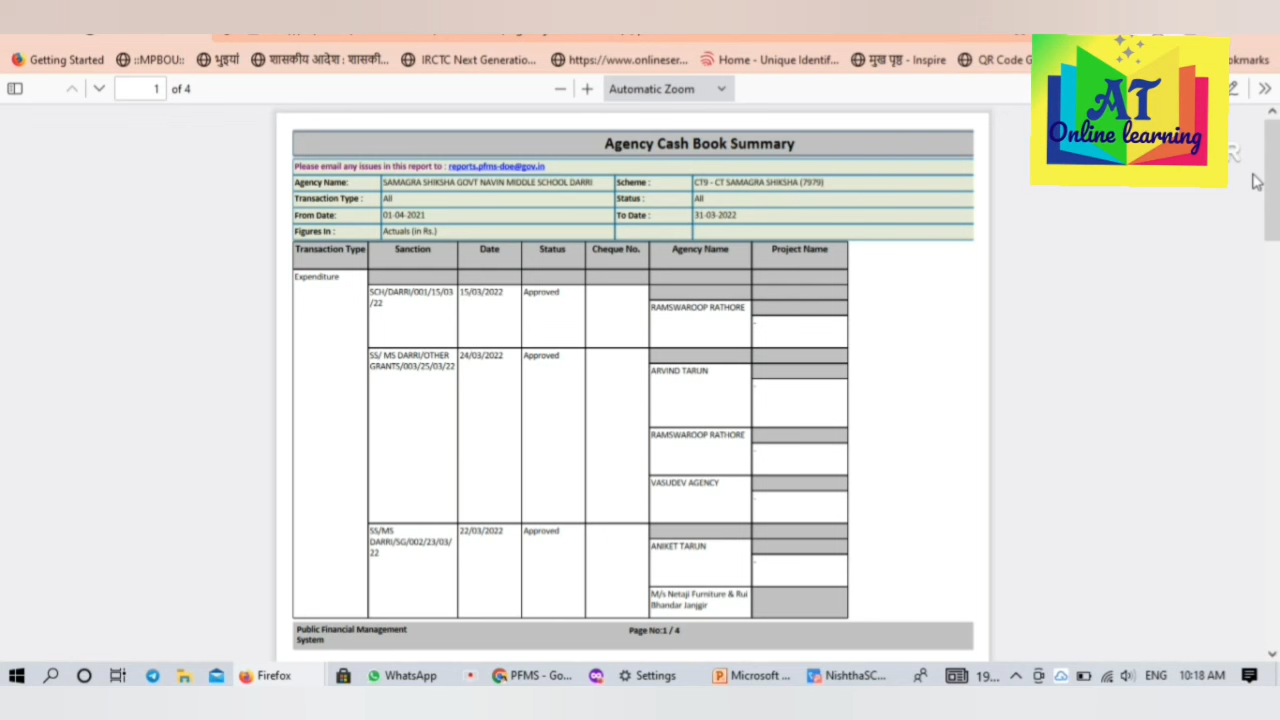 Getting Started ::MPBOU:: भुइयां शासकीय आदेश : शासकी... IRCTC Next Generatio... https://www.onlineser... Home - Unique Identif... मुख पृष्ठ - Inspire QR Code G okmarks
AT
Online learning
1 of 4 Automatic Zoom
Agency Cash Book Summary
Please email any issues in this report to : reports.pfms-doe@gov.in
Agency Name: SAMAGRA SHIKSHA GOVT NAVIN MIDDLE SCHOOL DARRI Scheme : CT9 - CT SAMAGRA SHIKSHA (7979)
Transaction Type : All Status : All
From Date: 01-04-2021 To Date : 31-03-2022
Figures In : Actuals (in Rs.)
Transaction Type Sanction Date Status Cheque No. Agency Name Project Name
Expenditure
SCH/DARRI/001/15/03 15/03/2022 Approved
/22
RAMSWAROOP RATHORE
-
SS/ MS DARRI/OTHER 24/03/2022 Approved
GRANTS/003/25/03/22
ARVIND TARUN
-
RAMSWAROOP RATHORE
-
VASUDEV AGENCY
-
SS/MS 22/03/2022 Approved
DARRI/SG/002/23/03/
22
ANIKET TARUN
-
M/s Netaji Furniture & Rui
Bhandar Janjgir
Public Financial Management Page No:1 / 4
System
Firefox WhatsApp PFMS - Go... Settings Microsoft ... NishthaSC... 19... ENG 10:18 AM